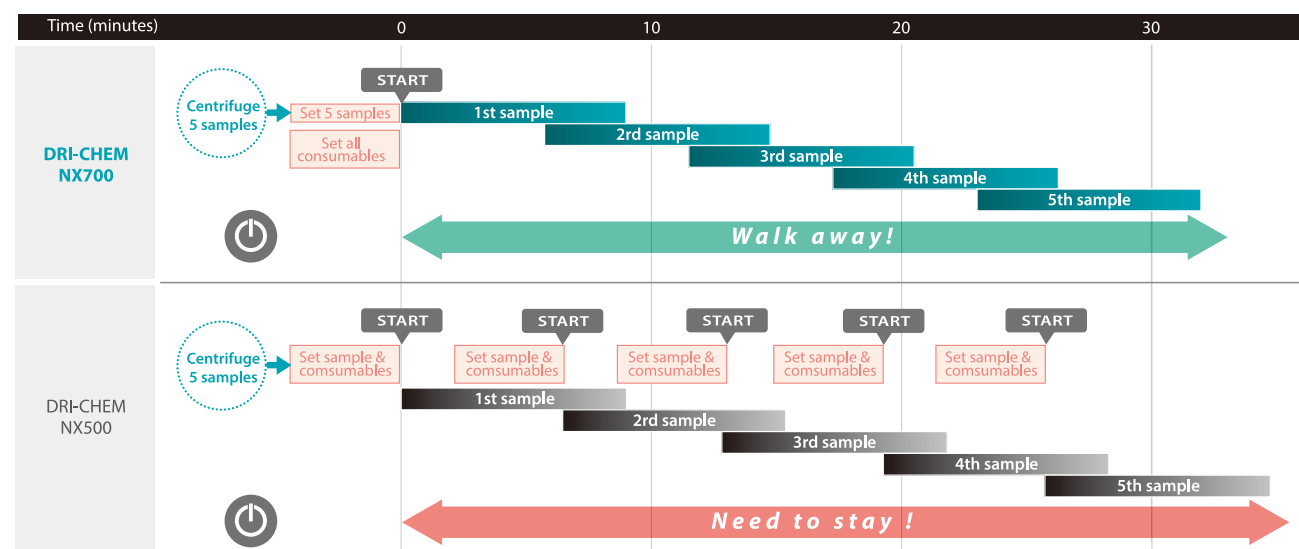 Time (minutes) 0 10 20 30
START
Centrifuge
5 samples
Set 5 samples
Set all
consumables
1st sample
2rd sample
3rd sample
4th sample
5th sample
DRI-CHEM
NX700
Walk away!
START START START START START
Centrifuge
5 samples
Set sample &
comsumables
Set sample &
comsumables
Set sample &
comsumables
Set sample &
comsumables
Set sample &
comsumables
1st sample
2rd sample
3rd sample
4th sample
5th sample
DRI-CHEM
NX500
Need to stay !